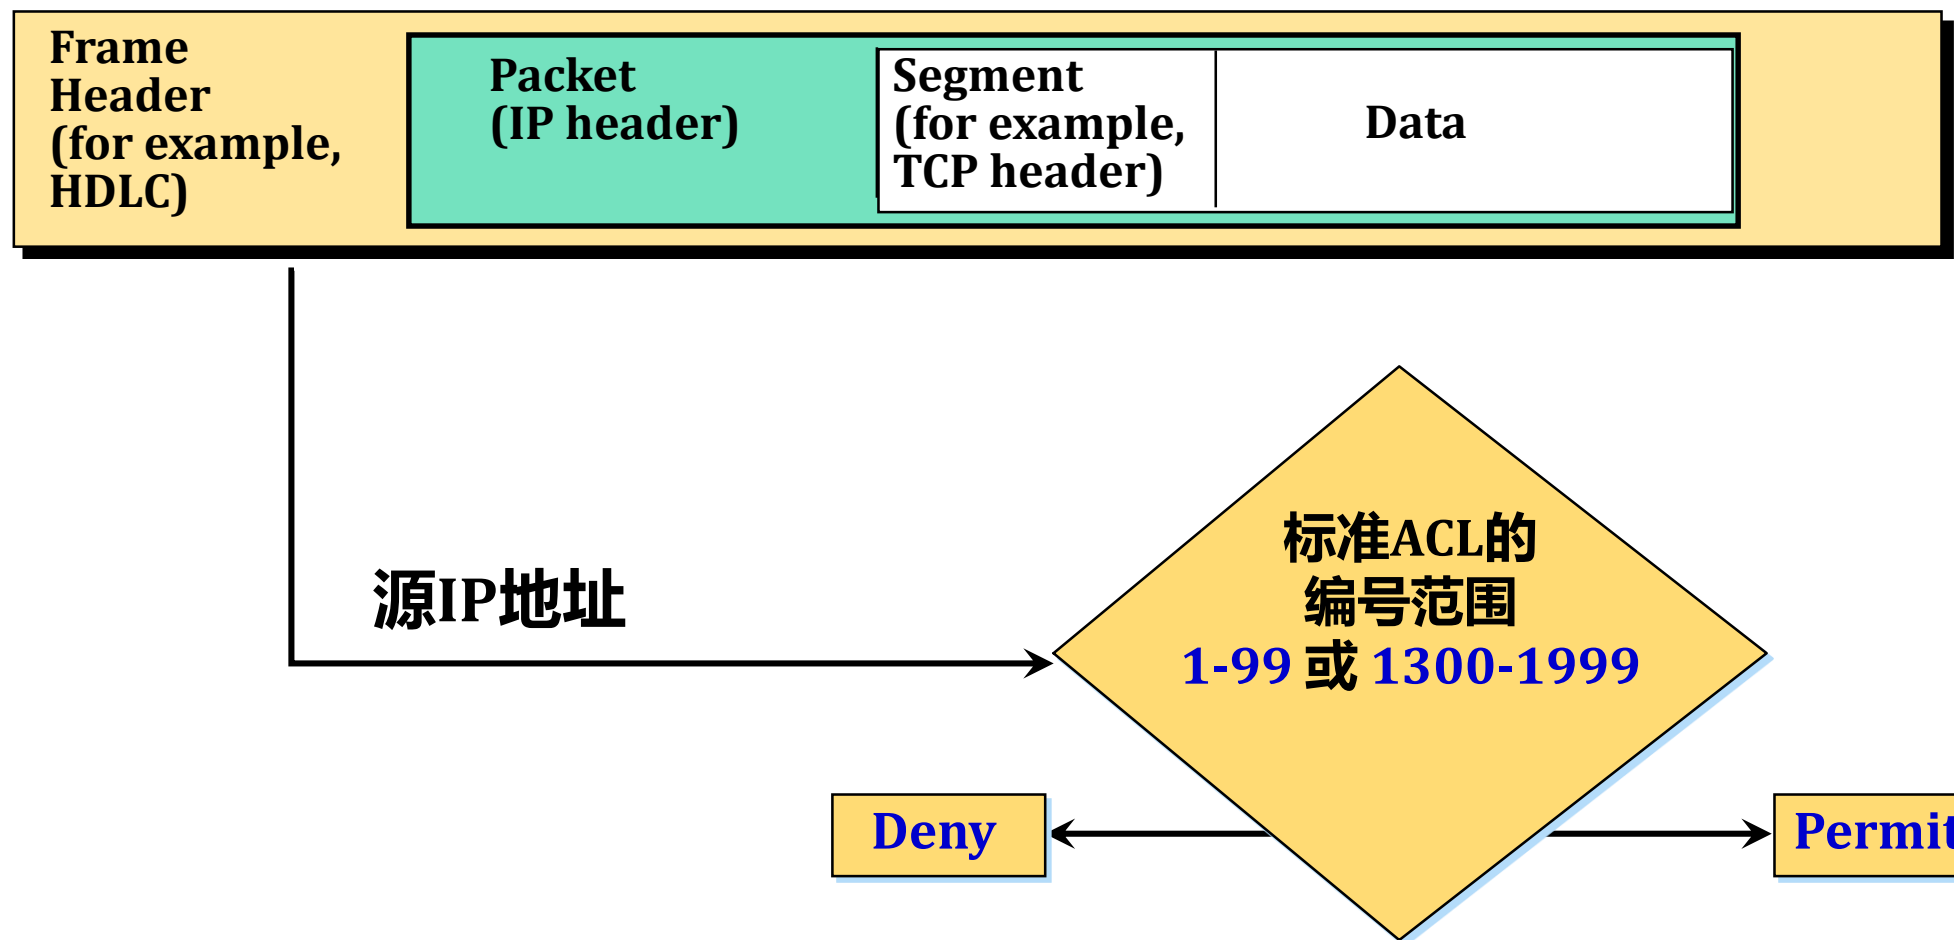 Frame
Header
(for example,
HDLC)
Packet
(IP header)
Segment
(for example,
TCP header)
Data
源IP地址
标准ACL的
编号范围
1-99 或 1300-1999
Deny
Permit